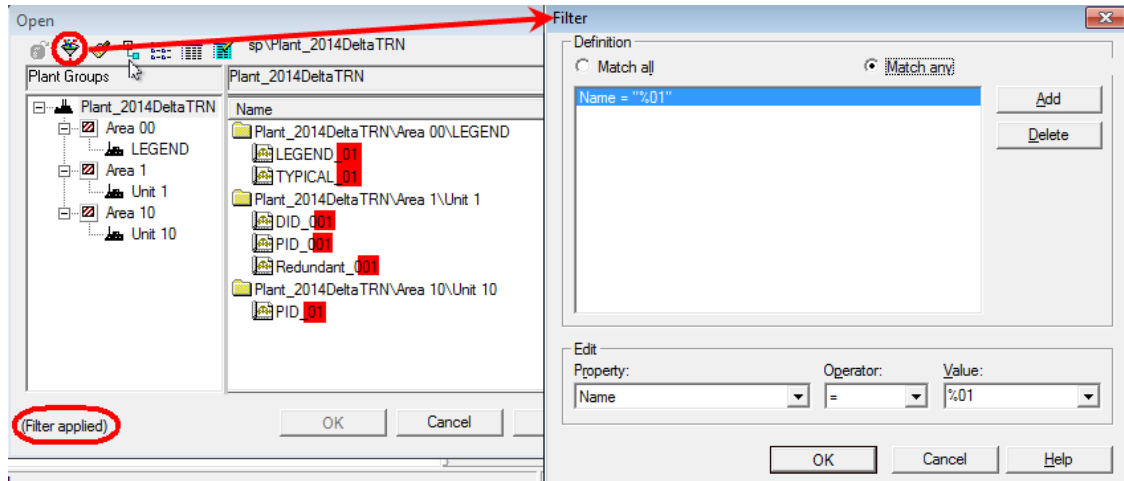 Open
sp\Plant_2014DeltaTRN
Plant Groups
Plant_2014DeltaTRN
Plant_2014DeltaTRN
Area 00
LEGEND
Area 1
Unit 1
Area 10
Unit 10
Name
Plant_2014DeltaTRN\Area 00\LEGEND
LEGEND_01
TYPICAL_01
Plant_2014DeltaTRN\Area 1\Unit 1
DID_001
PID_001
Redundant_001
Plant_2014DeltaTRN\Area 10\Unit 10
PID_01
(Filter applied)
OK
Cancel
Filter
Definition
Match all
Match any
Name = "%01"
Add
Delete
Edit
Property:
Operator:
Value:
Name
=
%01
OK
Cancel
Help